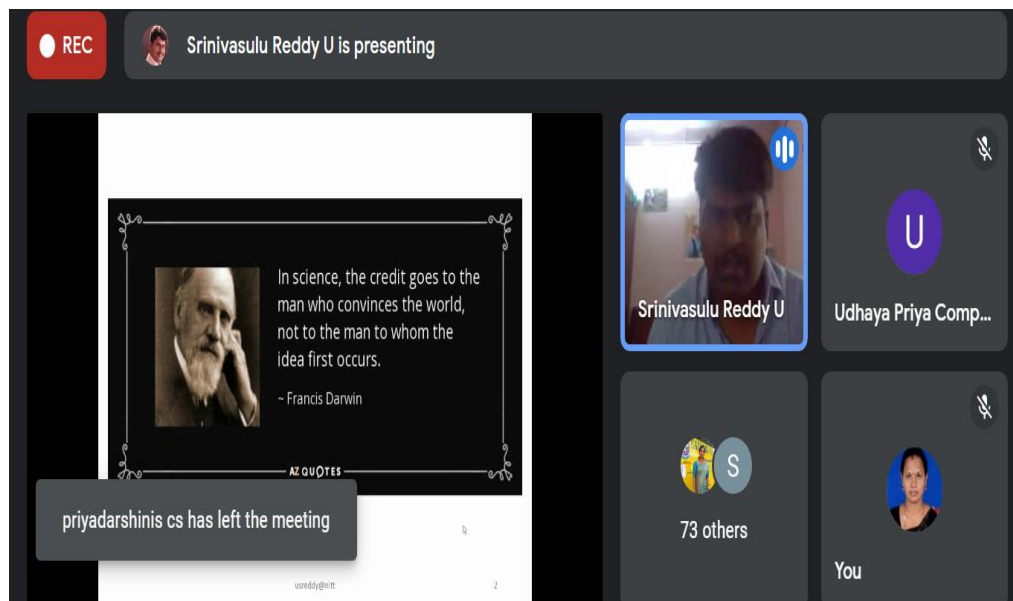 REC
Srinivasulu Reddy U is presenting
In science, the credit goes to the
man who convinces the world,
not to the man to whom the
idea first occurs.
~ Francis Darwin
AZ QUOTES
priyadarshinis cs has left the meeting
usreddy@nitt
2
Srinivasulu Reddy U
U
Udhaya Priya Comp...
S
73 others
You